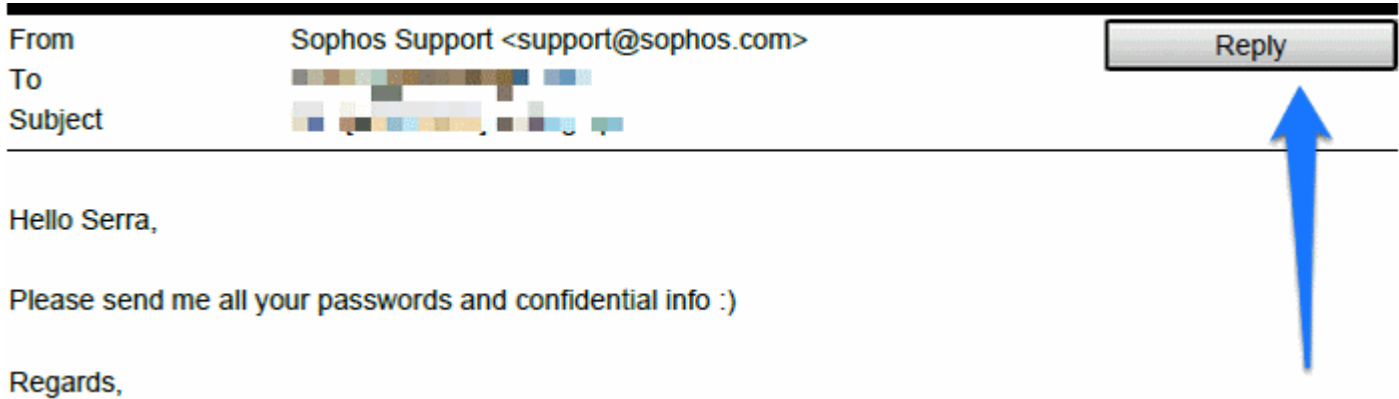 From Sophos Support <support@sophos.com> Reply
To
Subject
Hello Serra,
Please send me all your passwords and confidential info :)
Regards,